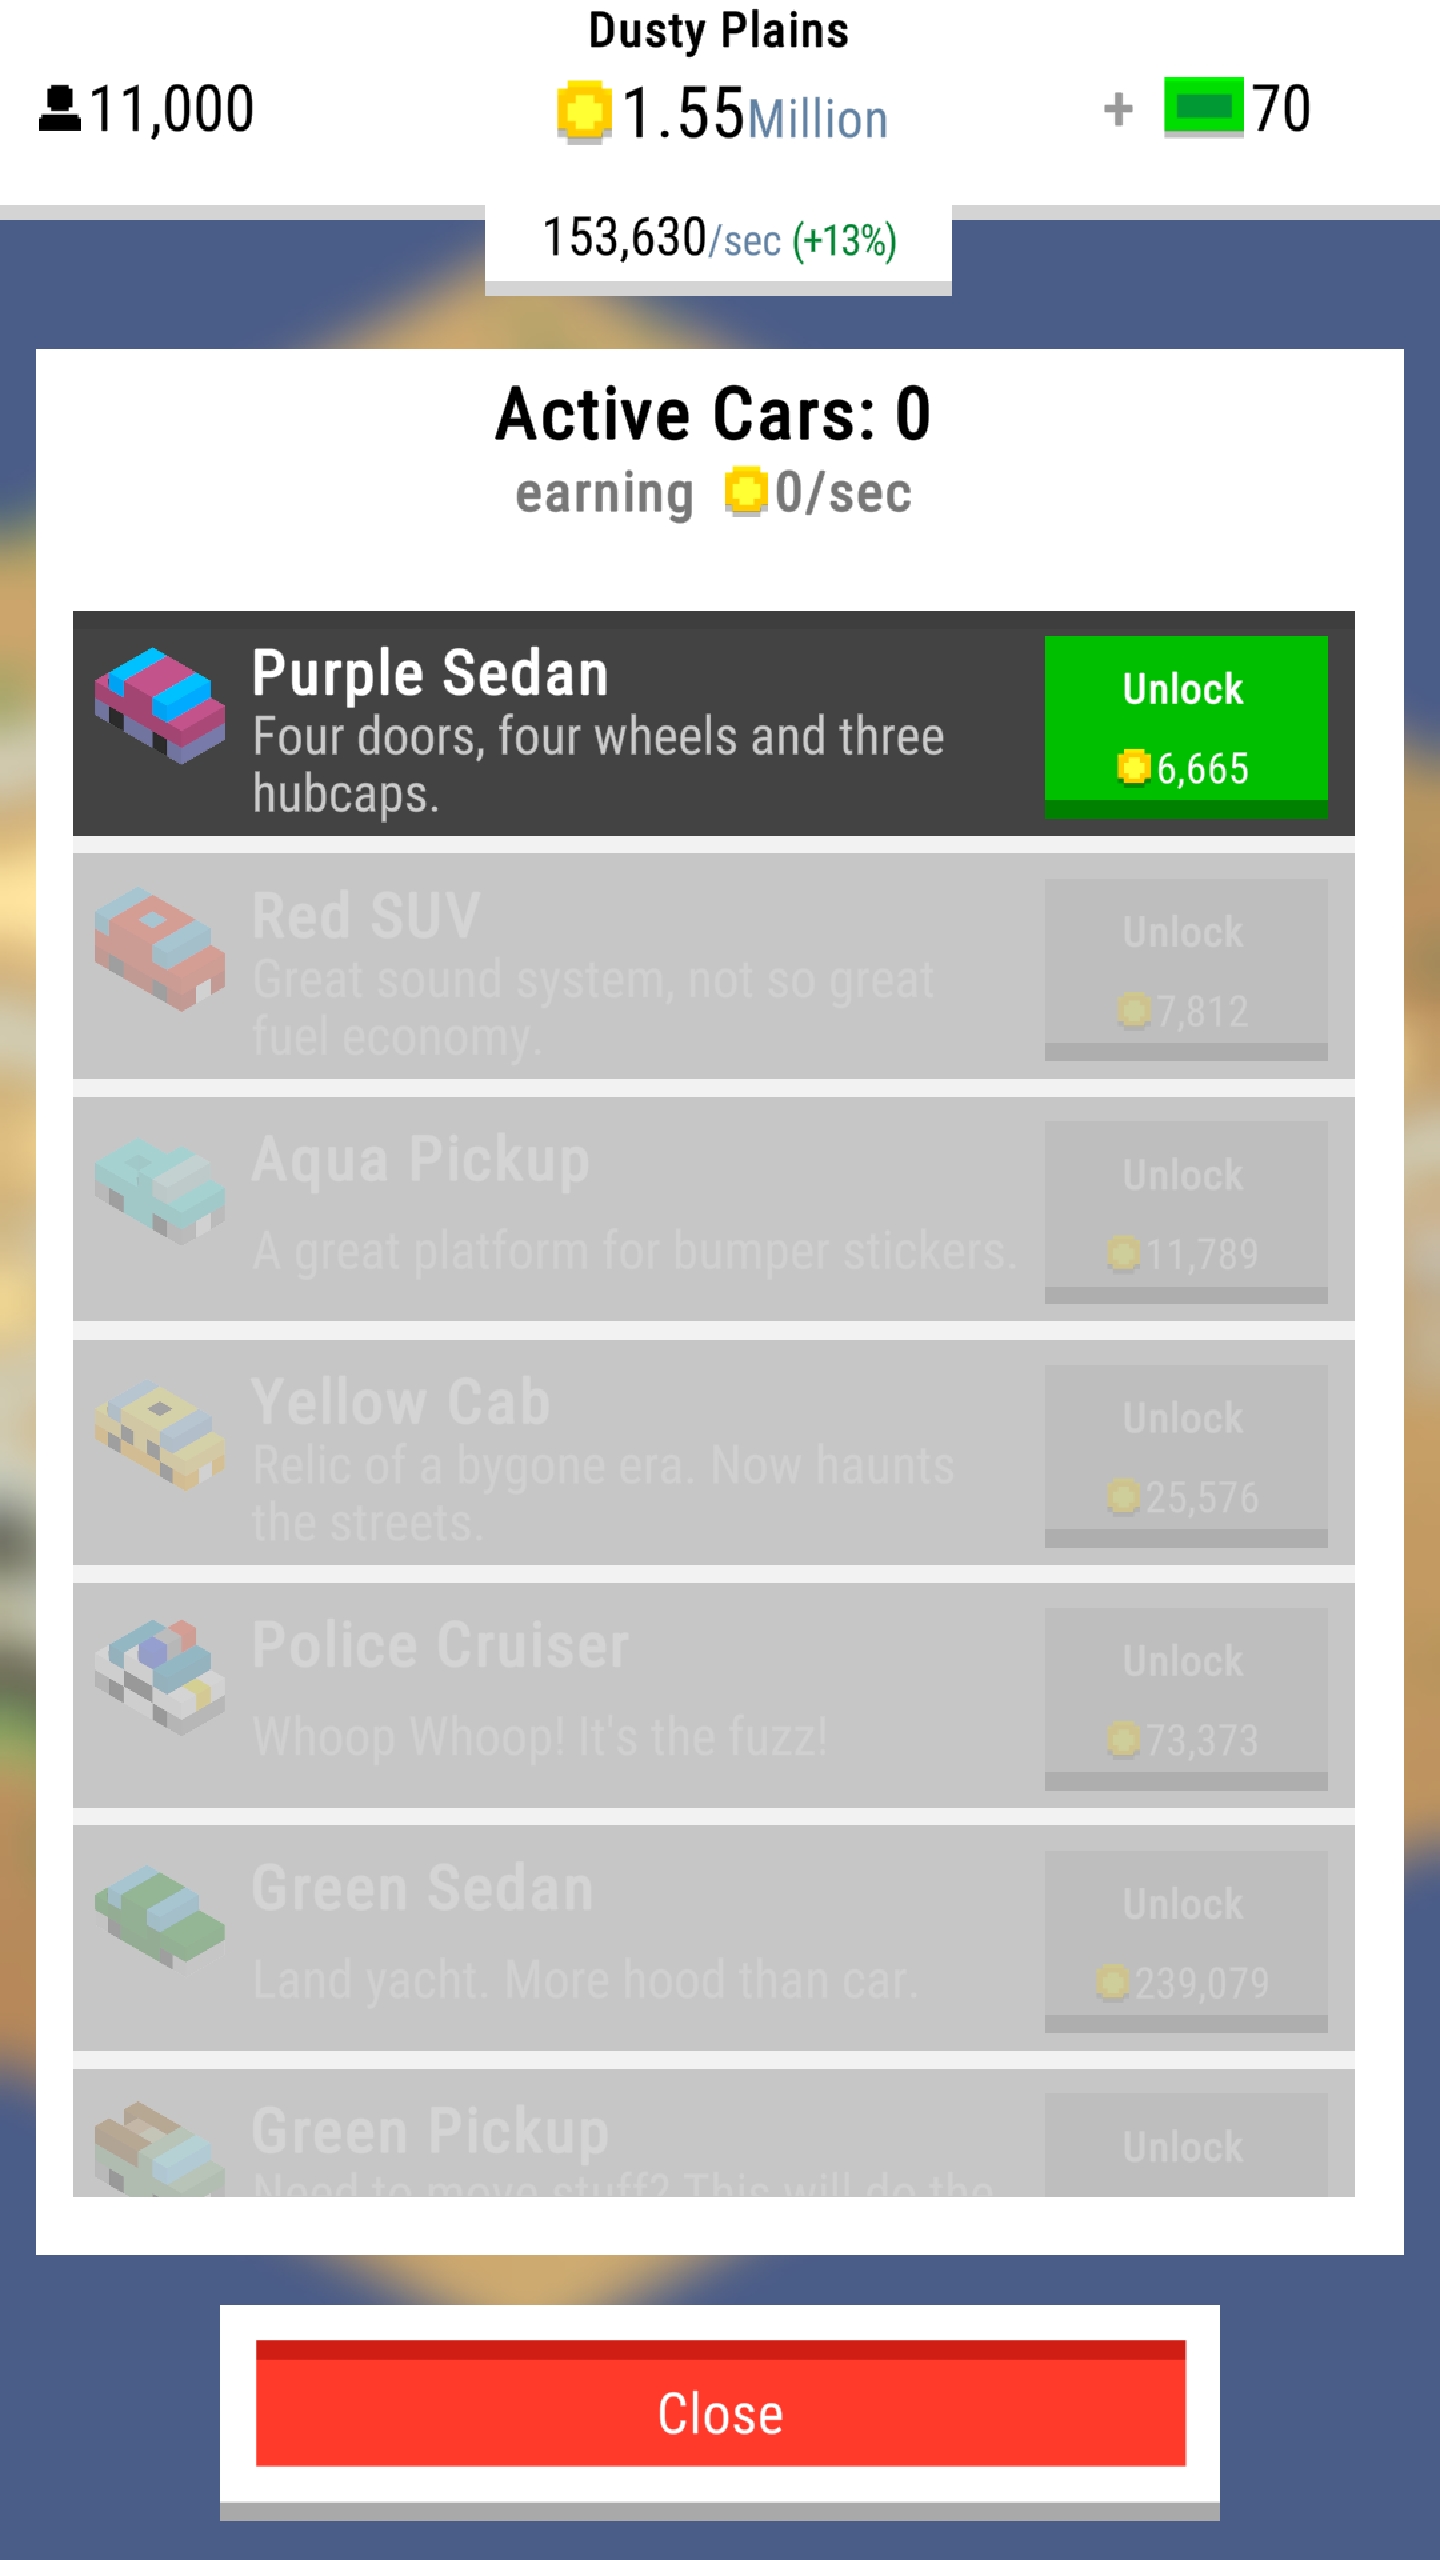 Dusty Plains
11,000
1.55Million
+ 70
153,630/sec (+13%)
Active Cars: 0
earning 0/sec
Purple Sedan
Four doors, four wheels and three
hubcaps.
Unlock
6,665
Red SUV
Great sound system, not so great
fuel economy.
Unlock
7,812
Aqua Pickup
A great platform for bumper stickers.
Unlock
11,789
Yellow Cab
Relic of a bygone era. Now haunts
the streets.
Unlock
25,576
Police Cruiser
Whoop Whoop! It's the fuzz!
Unlock
73,373
Green Sedan
Land yacht. More hood than car.
Unlock
239,079
Green Pickup
Need to move stuff? This will do the
Unlock
Close